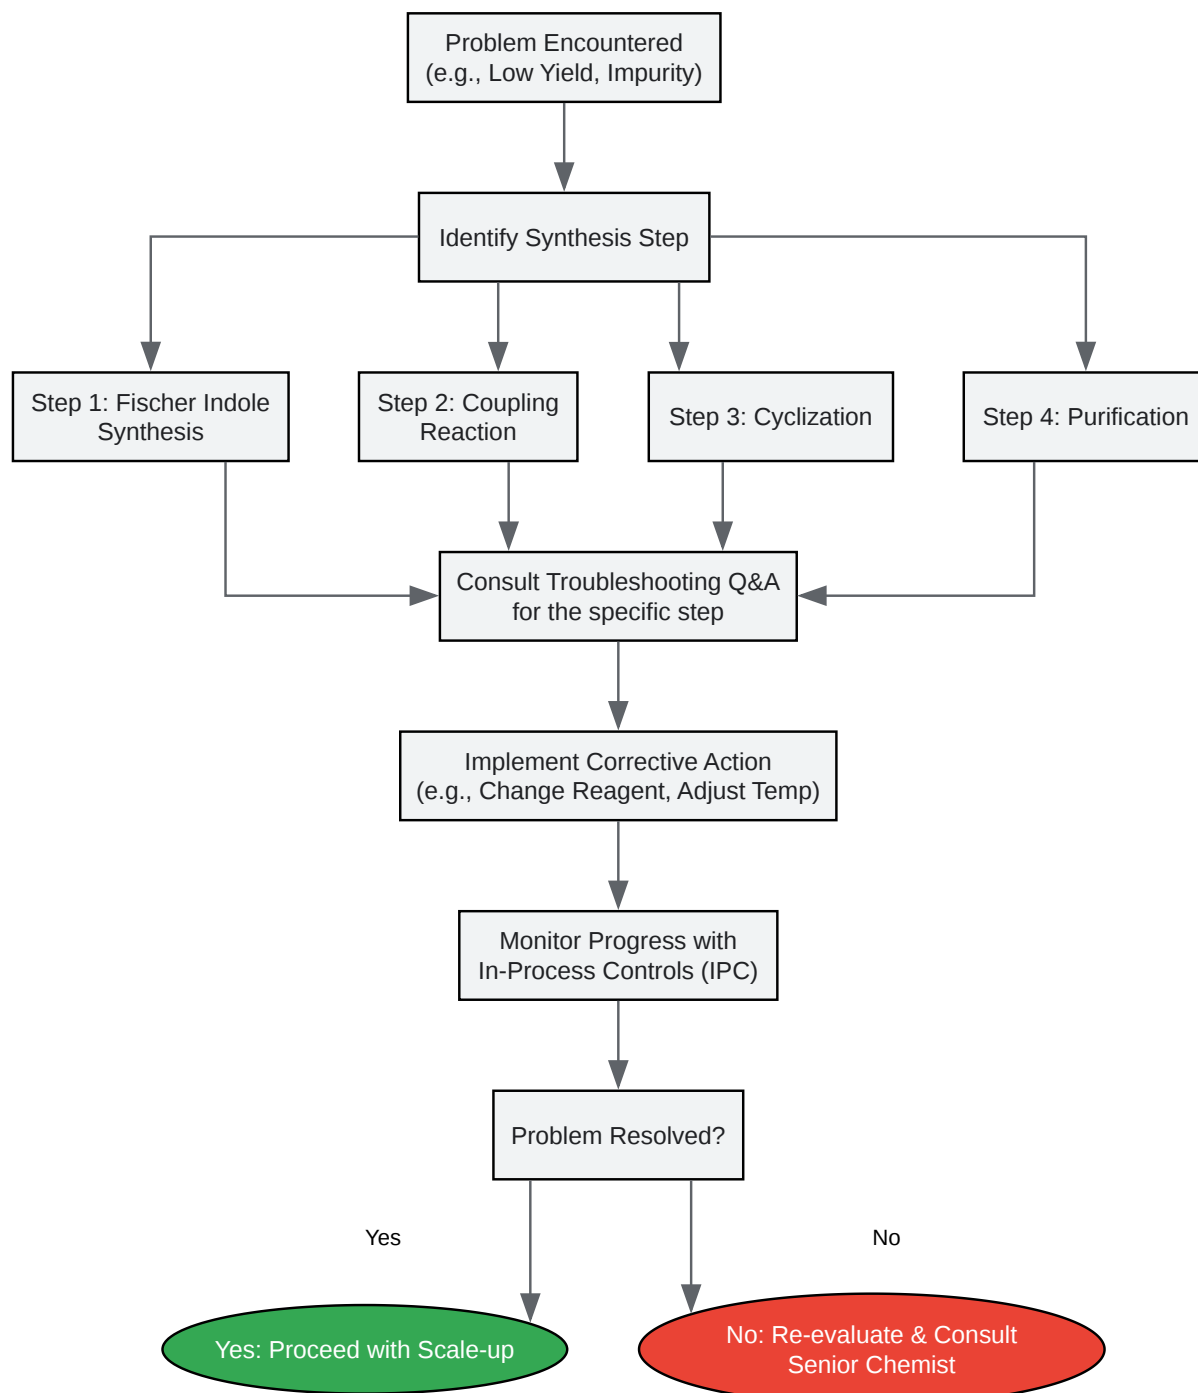 Problem Encountered
(e.g., Low Yield, Impurity)
Identify Synthesis Step
Step 1: Fischer Indole
Synthesis
Step 2: Coupling
Reaction
Step 3: Cyclization
Step 4: Purification
Consult Troubleshooting Q&A
for the specific step
Implement Corrective Action
(e.g., Change Reagent, Adjust Temp)
Monitor Progress with
In-Process Controls (IPC)
Problem Resolved?
Yes
No
Yes: Proceed with Scale-up
No: Re-evaluate & Consult
Senior Chemist